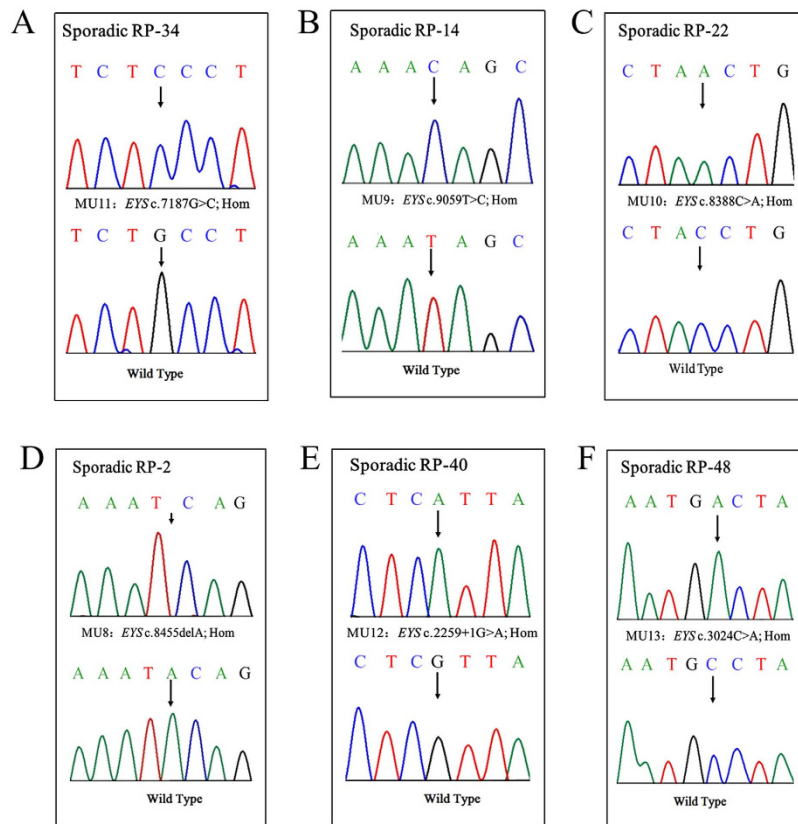 A
Sporadic RP-34
T C T C C C T
MU11: EYS c.7187G>C; Hom
T C T G C C T
Wild Type
B
Sporadic RP-14
A A A C A G C
MU9: EYS c.9059T>C; Hom
A A A T A G C
Wild Type
C
Sporadic RP-22
C T A A C T G
MU10: EYS c.8388C>A; Hom
C T A C C T G
Wild Type
D
Sporadic RP-2
A A A T C A G
MU8: EYS c.8455delA; Hom
A A A T A C A G
Wild Type
E
Sporadic RP-40
C T C A T T A
MU12: EYS c.2259+1G>A; Hom
C T C G T T A
Wild Type
F
Sporadic RP-48
A A T G A C T A
MU13: EYS c.3024C>A; Hom
A A T G C C T A
Wild Type